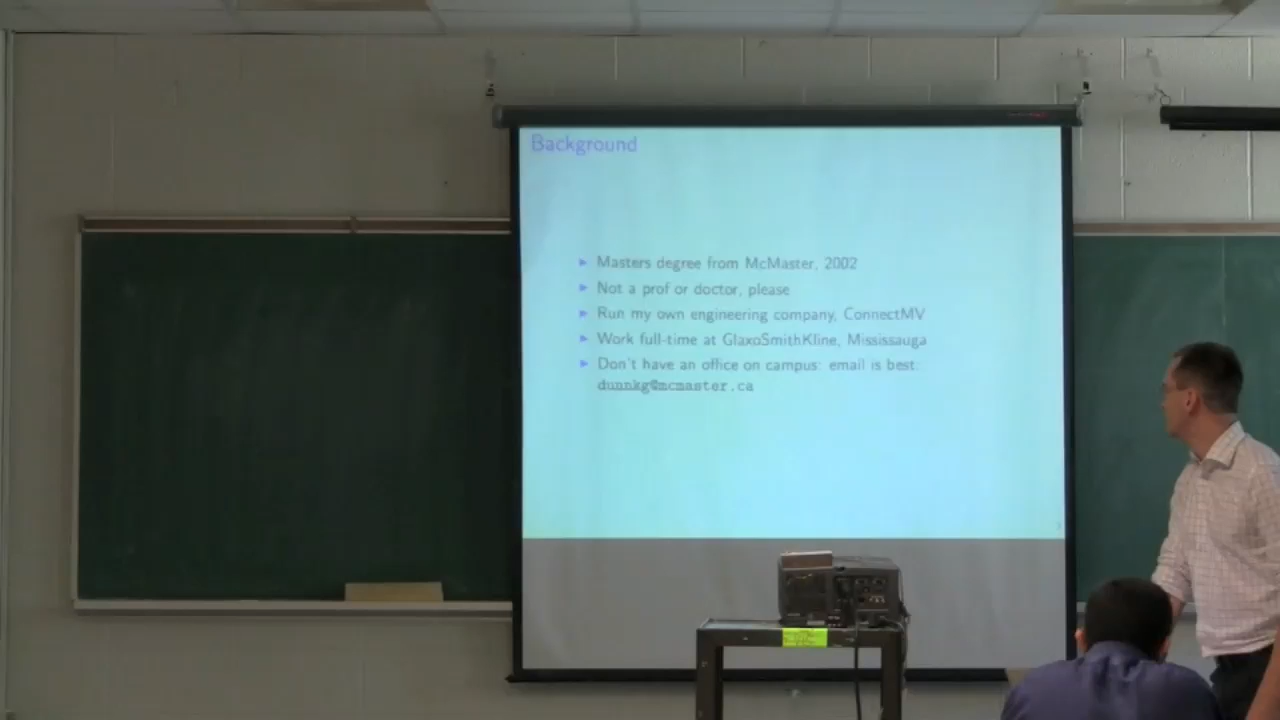 Background
Masters degree from McMaster, 2002
Not a prof or doctor, please
Run my own engineering company, ConnectMV
Work full-time at GlaxoSmithKline, Mississauga
Don't have an office on campus: email is best:
dunnkg@mcmaster.ca